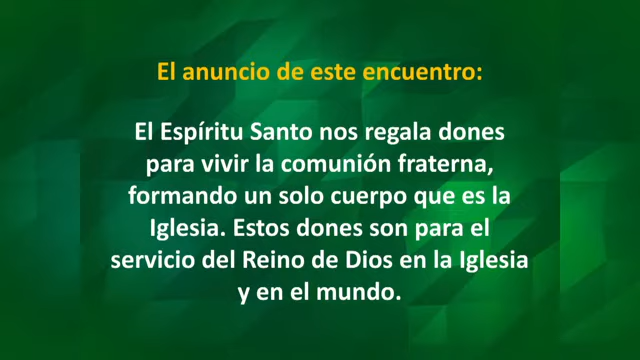 El anuncio de este encuentro:
El Espíritu Santo nos regala dones
para vivir la comunión fraterna,
formando un solo cuerpo que es la
Iglesia. Estos dones son para el
servicio del Reino de Dios en la Iglesia
y en el mundo.